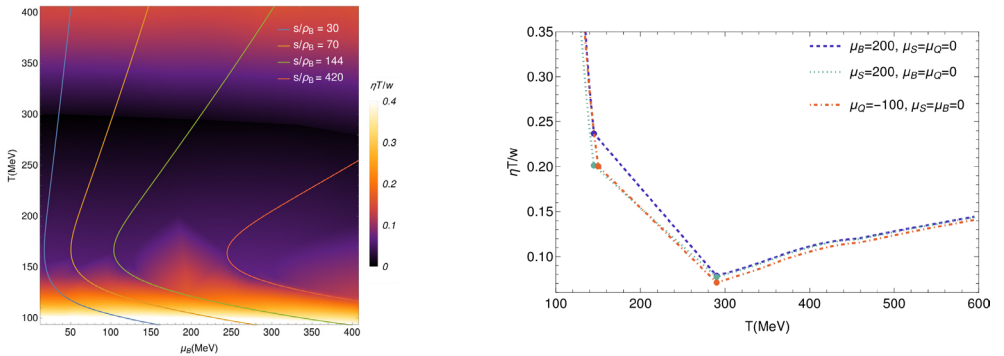 s/ρB = 30
s/ρB = 70
s/ρB = 144
s/ρB = 420
ηT/w
0.4
0.3
0.2
0.1
0
T(MeV)
400
350
300
250
200
150
100
50 100 150 200 250 300 350 400
μB(MeV)
μB=200, μS=μQ=0
μS=200, μB=μQ=0
μQ=−100, μS=μB=0
ηT/w
0.35
0.30
0.25
0.20
0.15
0.10
100 200 300 400 500 600
T(MeV)